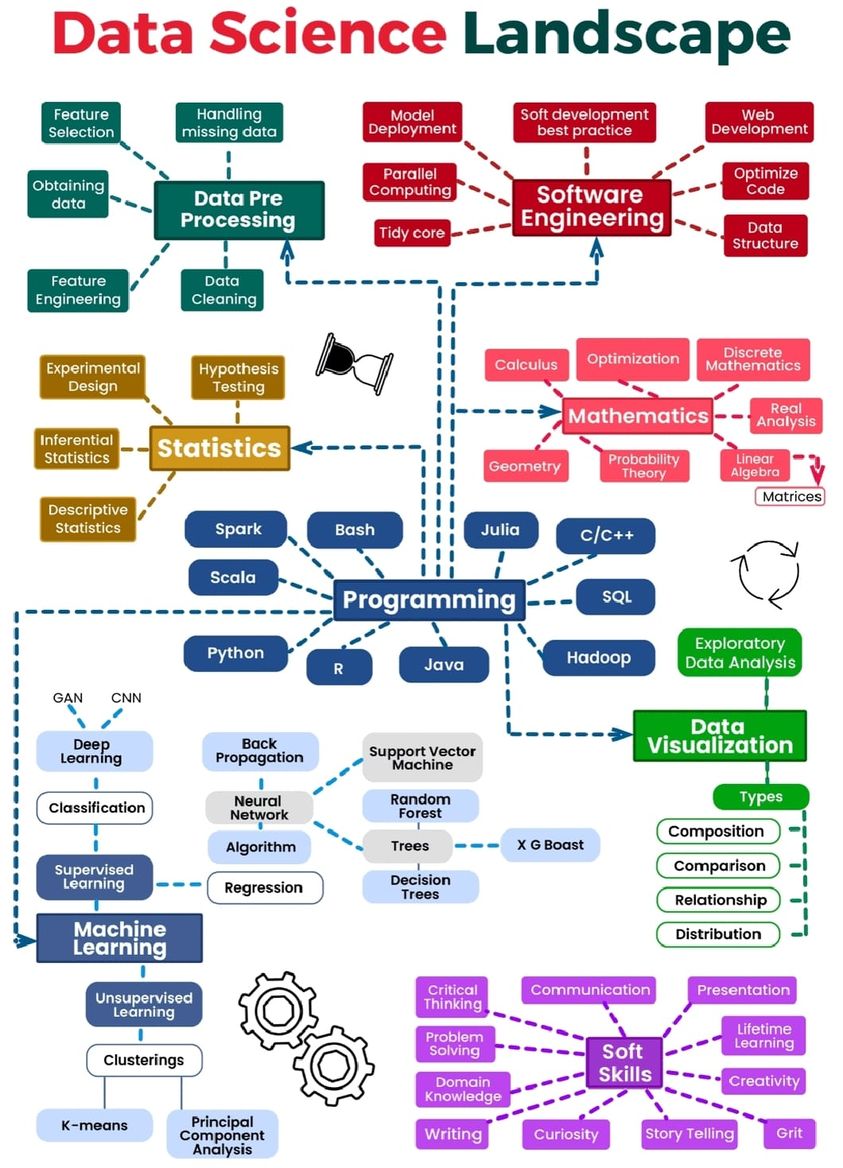 Data Science Landscape
Feature
Selection
Handling
missing data
Obtaining
data
Data Pre
Processing
Feature
Engineering
Data
Cleaning
Model
Deployment
Soft development
best practice
Web
Development
Parallel
Computing
Software
Engineering
Optimize
Code
Tidy core
Data
Structure
Experimental
Design
Hypothesis
Testing
Inferential
Statistics
Statistics
Descriptive
Statistics
Calculus
Optimization
Discrete
Mathematics
Mathematics
Real
Analysis
Geometry
Probability
Theory
Linear
Algebra
Matrices
Spark
Bash
Julia
C/C++
Scala
Programming
SQL
Python
R
Java
Hadoop
Exploratory
Data Analysis
Data
Visualization
Types
Composition
Comparison
Relationship
Distribution
GAN
CNN
Deep
Learning
Classification
Supervised
Learning
Regression
Back
Propagation
Neural
Network
Algorithm
Support Vector
Machine
Random
Forest
Trees
X G Boast
Decision
Trees
Machine
Learning
Unsupervised
Learning
Clusterings
K-means
Principal
Component
Analysis
Critical
Thinking
Communication
Presentation
Problem
Solving
Soft
Skills
Lifetime
Learning
Domain
Knowledge
Creativity
Writing
Curiosity
Story Telling
Grit